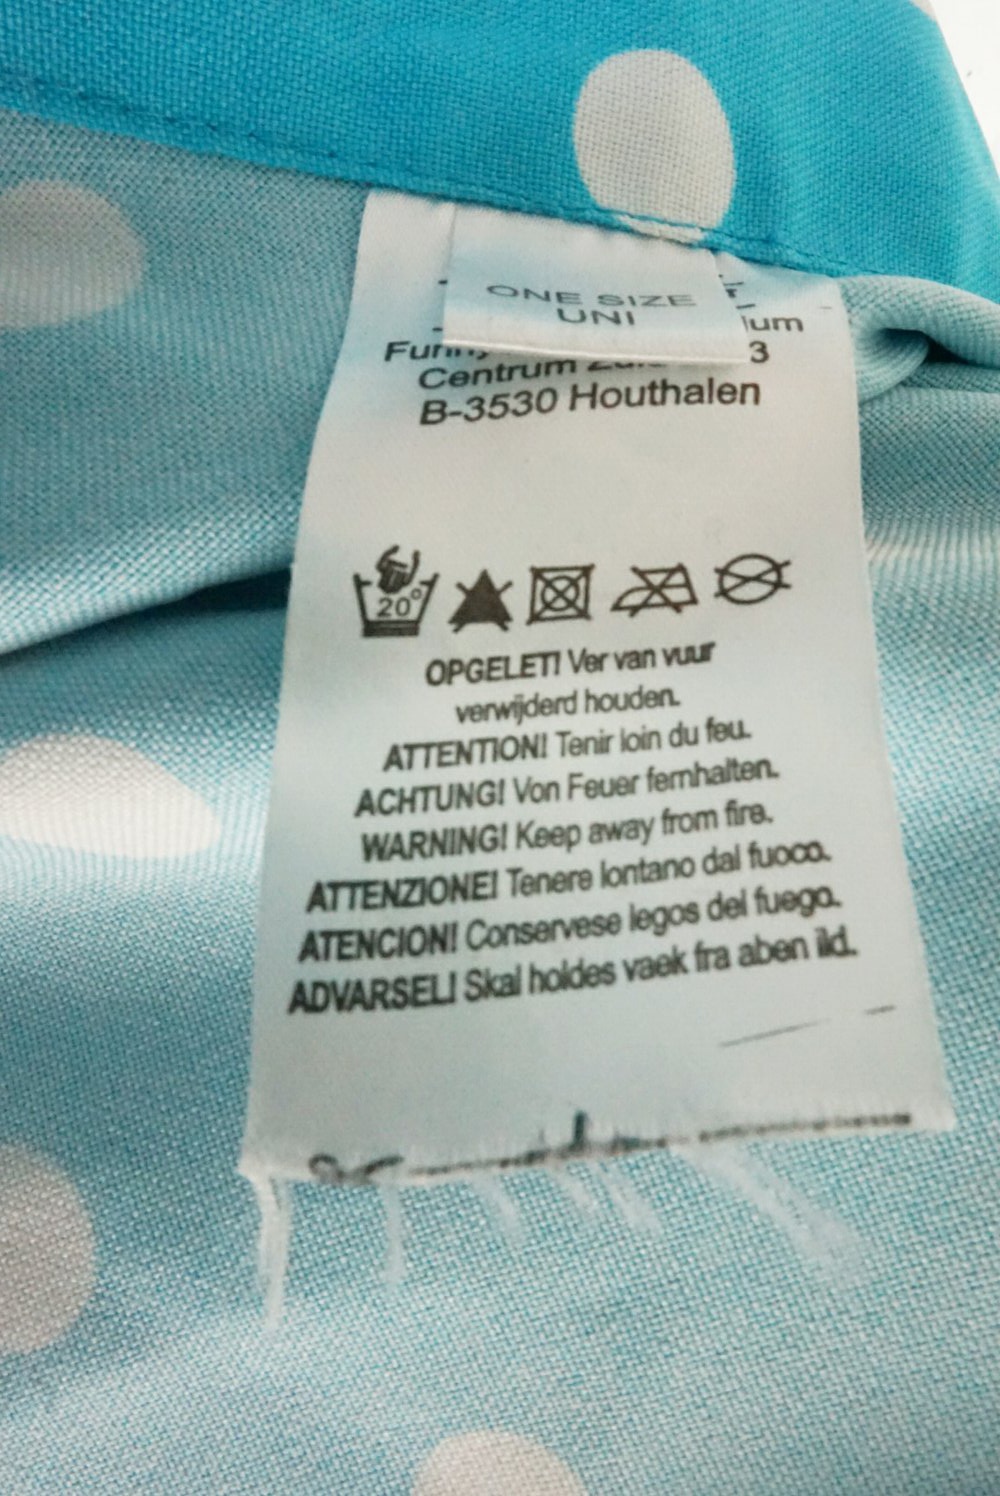 ONE SIZE
UNI
Funny
Centrum 3
B-3530 Houthalen
20°
OPGELET! Ver van vuur
verwijderd houden.
ATTENTION! Tenir loin du feu.
ACHTUNG! Von Feuer fernhalten.
WARNING! Keep away from fire.
ATTENZIONE! Tenere lontano dal fuoco.
ATENCION! Conservese legos del fuego.
ADVARSEL! Skal holdes vaek fra aben ild.